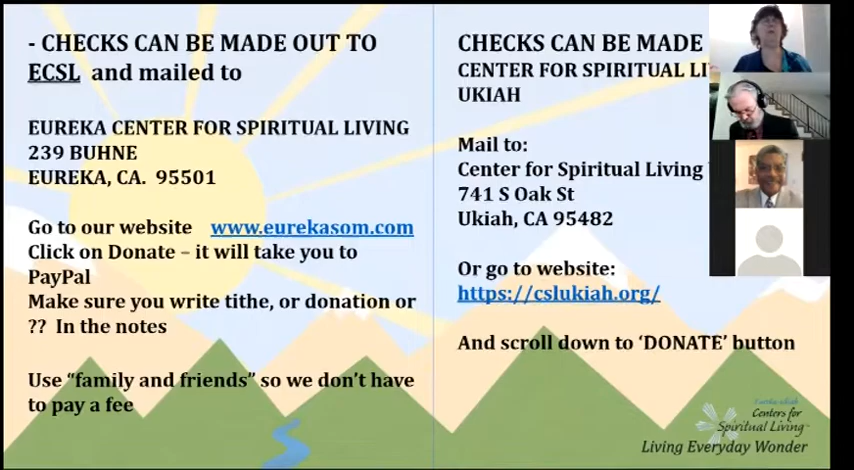 - CHECKS CAN BE MADE OUT TO
ECSL and mailed to
EUREKA CENTER FOR SPIRITUAL LIVING
239 BUHNE
EUREKA, CA. 95501
Go to our website www.eurekasom.com
Click on Donate – it will take you to
PayPal
Make sure you write tithe, or donation or
?? In the notes
Use “family and friends” so we don’t have
to pay a fee
CHECKS CAN BE MADE
CENTER FOR SPIRITUAL LI
UKIAH
Mail to:
Center for Spiritual Living
741 S Oak St
Ukiah, CA 95482
Or go to website:
https://cslukiah.org/
And scroll down to ‘DONATE’ button
Centers for
Spiritual Living
Living Everyday Wonder